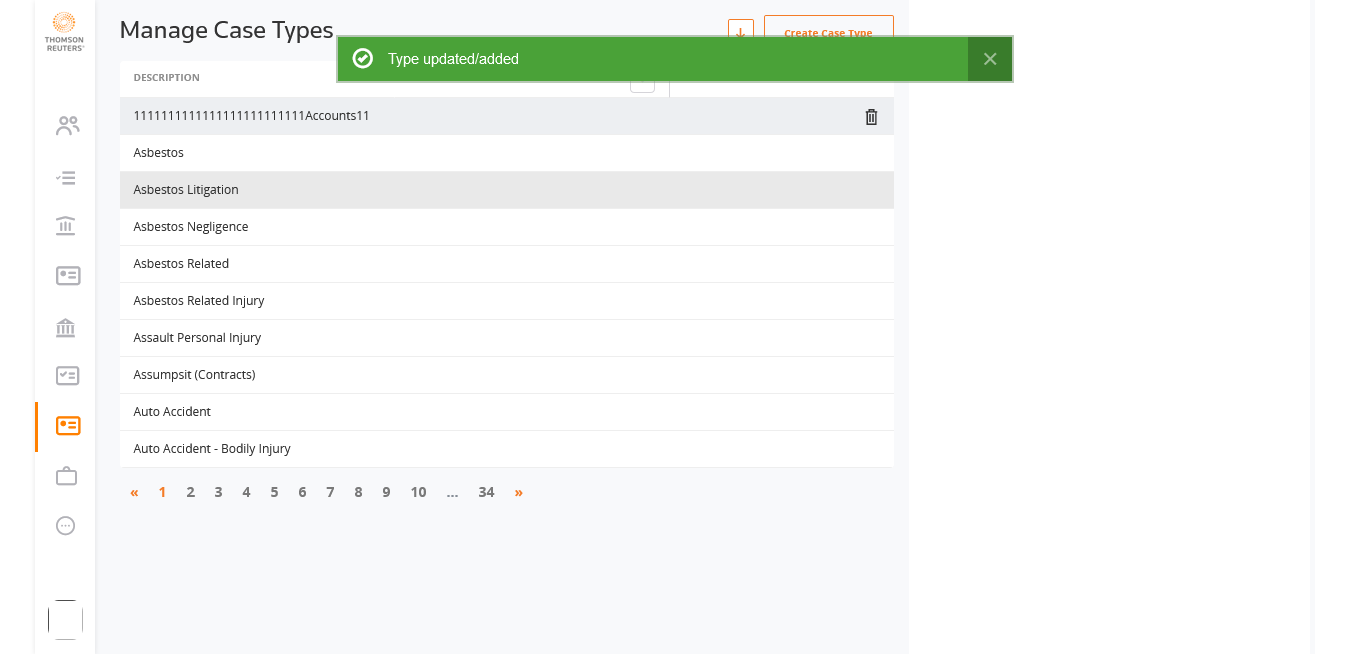 THOMSON
REUTERS
Manage Case Types
Create Case Type
Type updated/added
DESCRIPTION
1111111111111111111111111Accounts11
Asbestos
Asbestos Litigation
Asbestos Negligence
Asbestos Related
Asbestos Related Injury
Assault Personal Injury
Assumpsit (Contracts)
Auto Accident
Auto Accident - Bodily Injury
« 1 2 3 4 5 6 7 8 9 10 ... 34 »